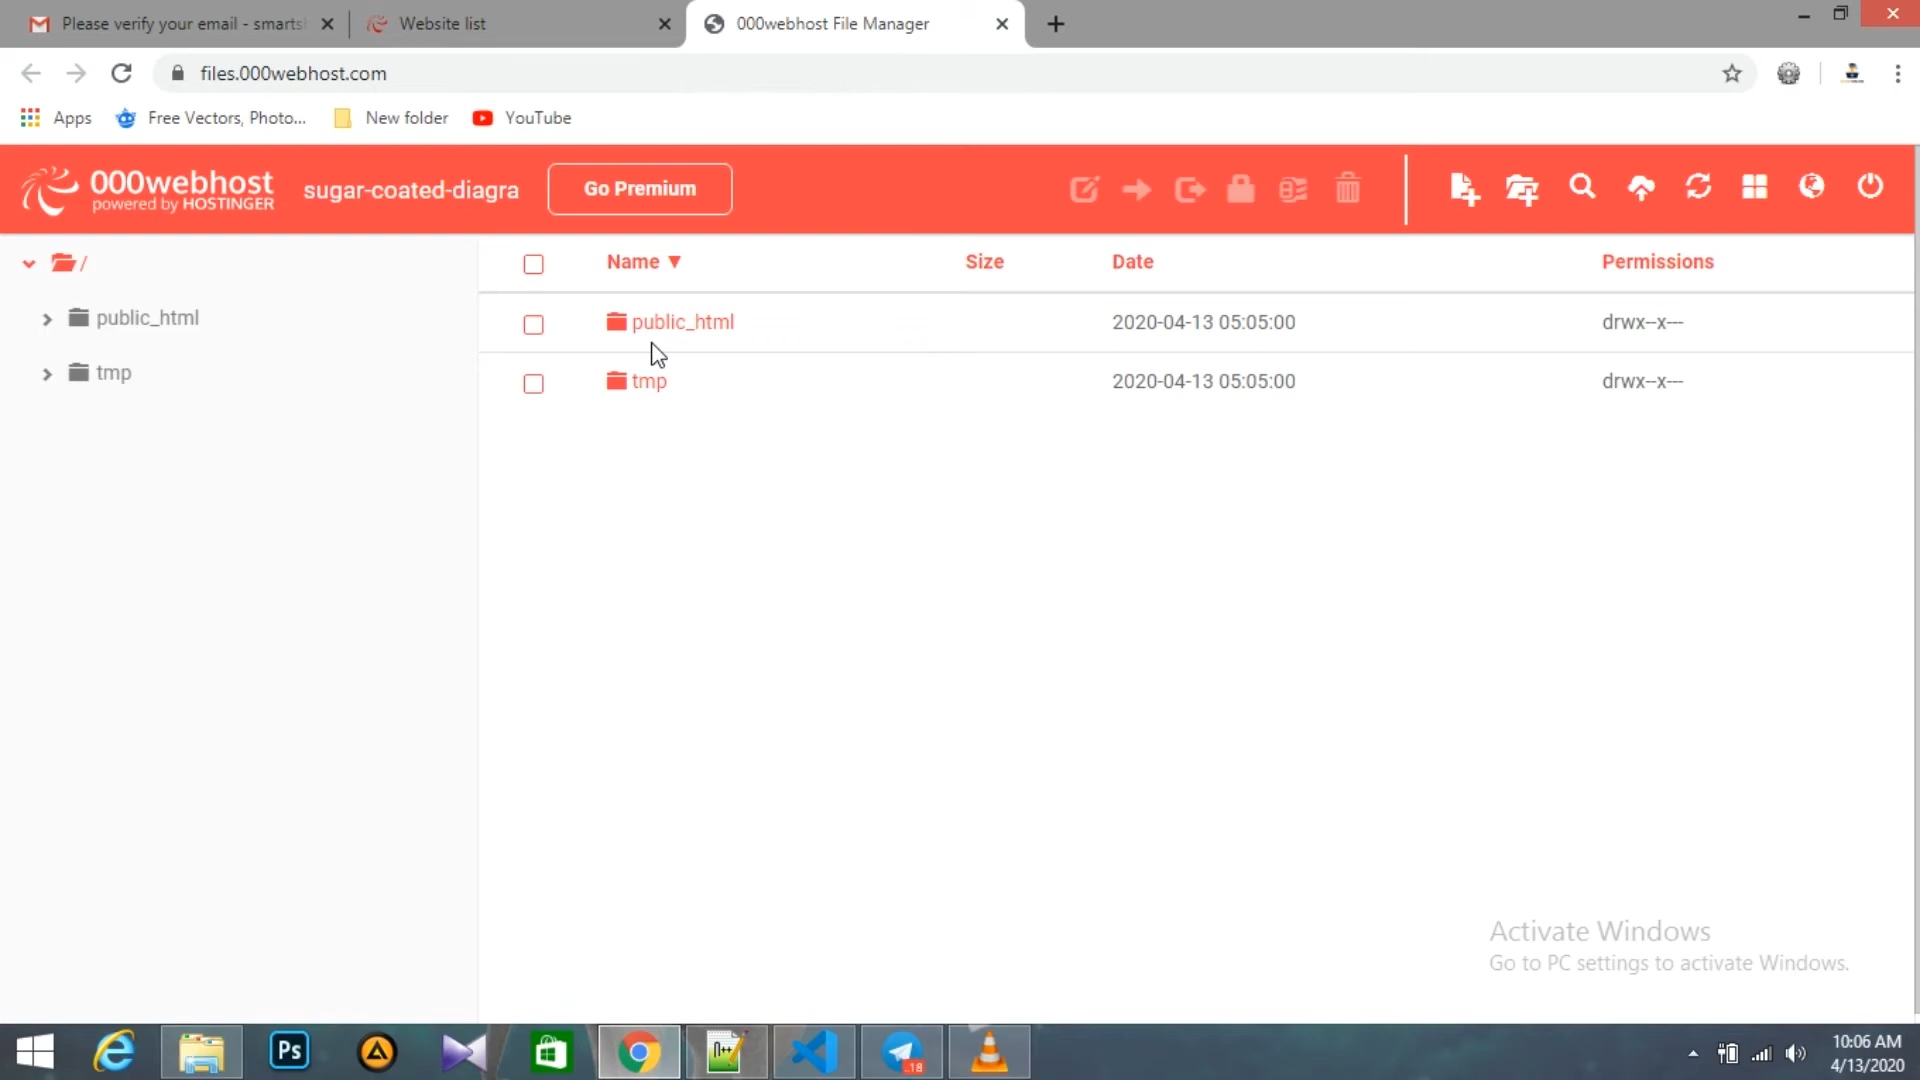 Please verify your email - smarts
Website list
000webhost File Manager
files.000webhost.com
Apps
Free Vectors, Photo...
New folder
YouTube
000webhost
powered by HOSTINGER
sugar-coated-diagra
Go Premium
/
public_html
tmp
Name ▼
Size
Date
Permissions
public_html
2020-04-13 05:05:00
drwx--x---
tmp
2020-04-13 05:05:00
drwx--x---
Activate Windows
Go to PC settings to activate Windows.
Ps
n++
..18
10:06 AM
4/13/2020